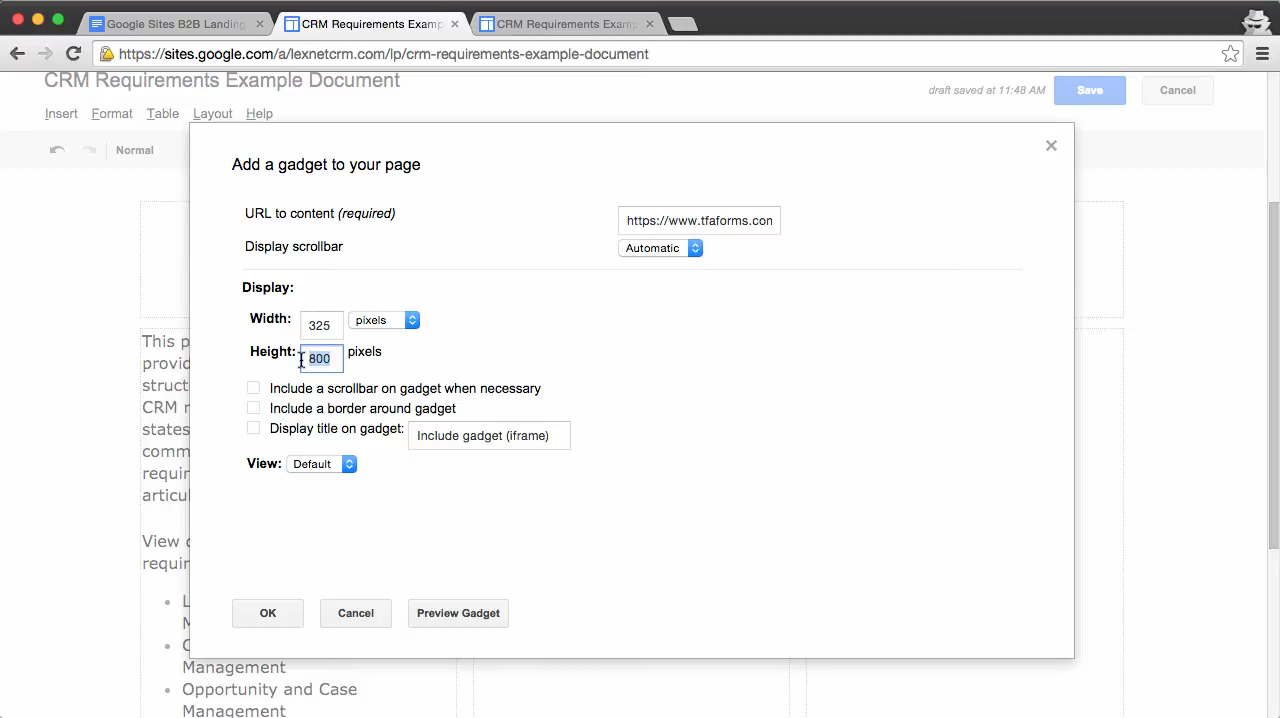 Google Sites B2B Landing
CRM Requirements Examp
CRM Requirements Examp
https://sites.google.com/a/lexnetcrm.com/lp/crm-requirements-example-document
CRM Requirements Example Document
draft saved at 11:48 AM
Save
Cancel
Insert Format Table Layout Help
Normal
Add a gadget to your page
URL to content (required)
https://www.tfaforms.con
Display scrollbar
Automatic
Display:
Width: 325 pixels
Height: 800 pixels
Include a scrollbar on gadget when necessary
Include a border around gadget
Display title on gadget: Include gadget (iframe)
View: Default
OK
Cancel
Preview Gadget
This p
provid
struct
CRM r
states
comm
requir
articul
View
requir
L
M
C
Management
Opportunity and Case
Management